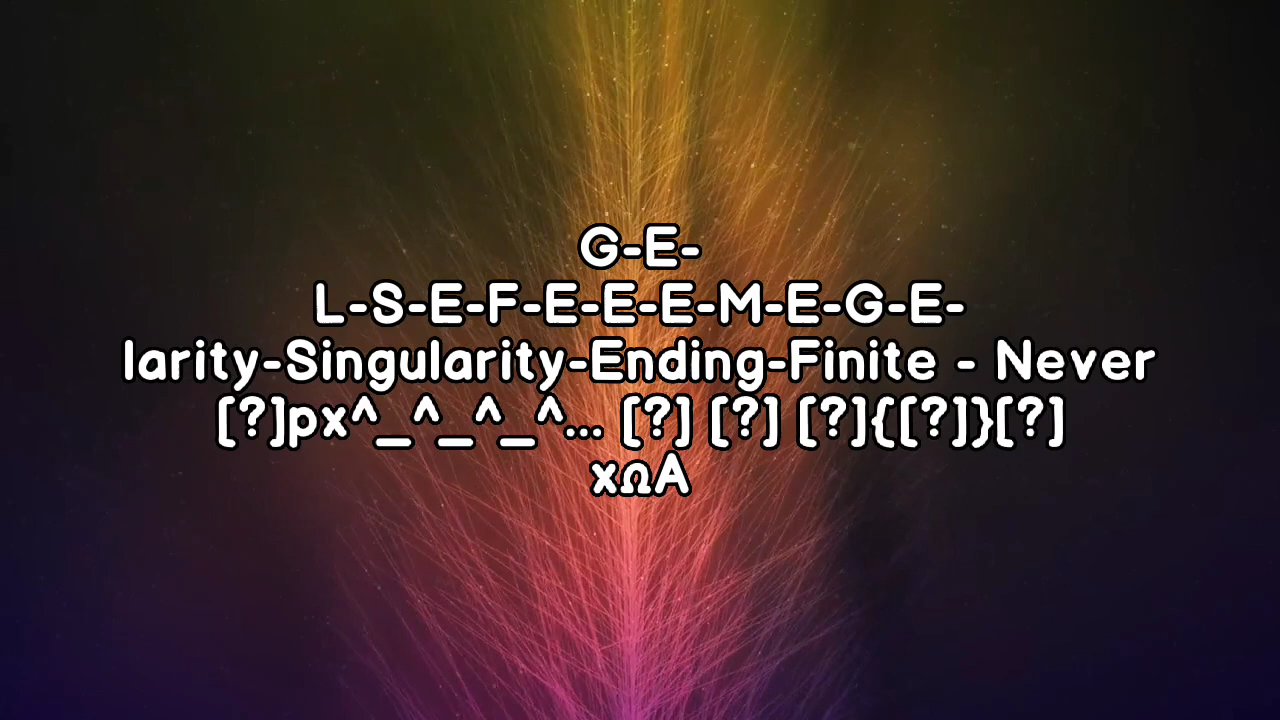 G-E-
L-S-E-F-E-E-E-M-E-G-E-
larity-Singularity-Ending-Finite - Never
[?]px^_^_^_^... [?] [?] [?]{[?]}[?]
xΩA